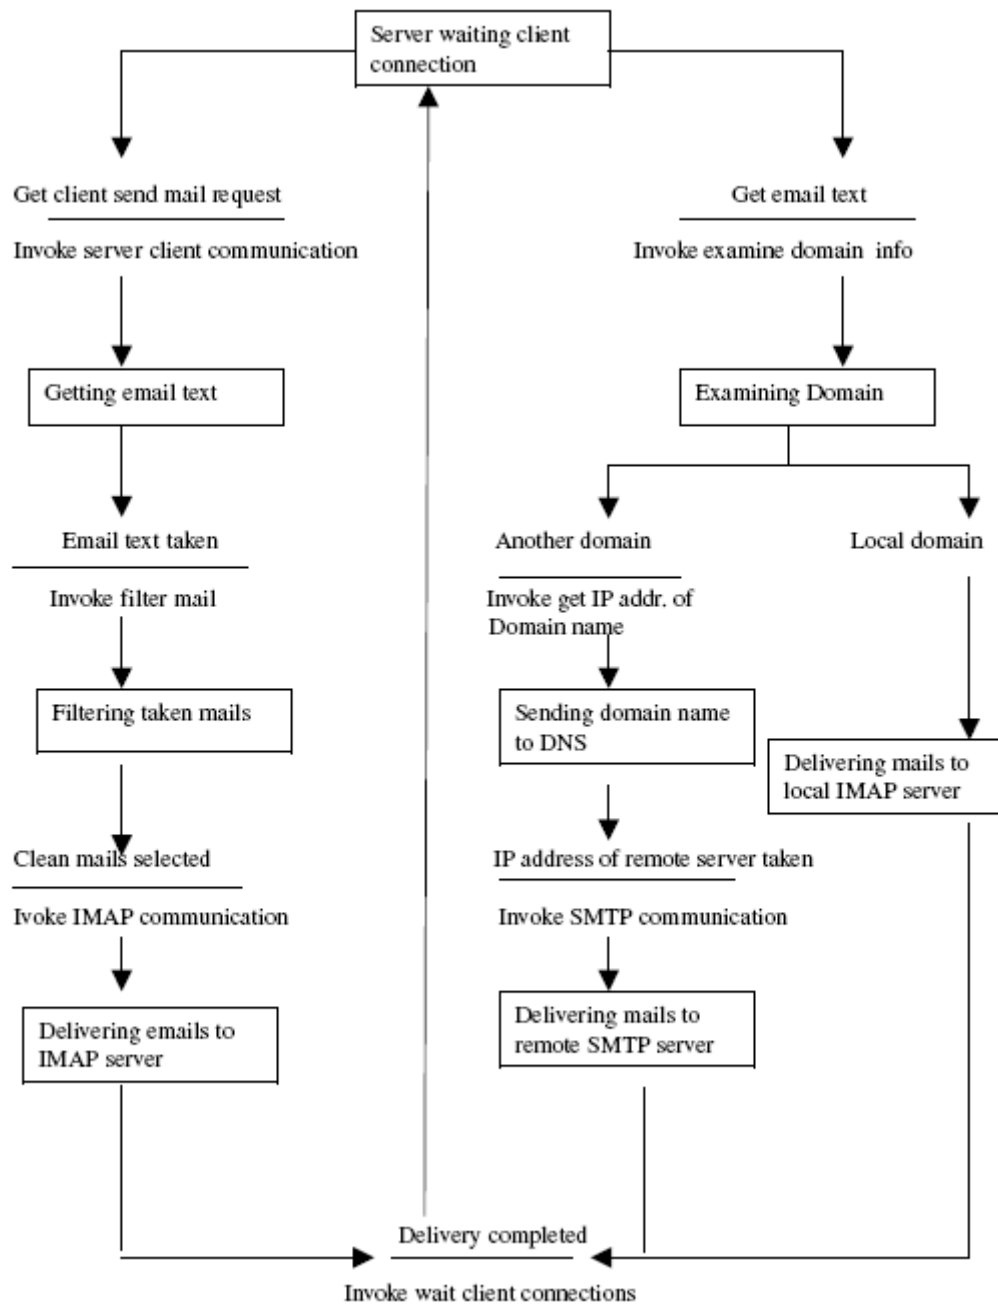 Server waiting client
connection
Get client send mail request
Invoke server client communication
Getting email text
Email text taken
Invoke filter mail
Filtering taken mails
Clean mails selected
Ivoke IMAP communication
Delivering emails to
IMAP server
Get email text
Invoke examine domain info
Examining Domain
Another domain
Invoke get IP addr. of
Domain name
Sending domain name
to DNS
IP address of remote server taken
Invoke SMTP communication
Delivering mails to
remote SMTP server
Local domain
Delivering mails to
local IMAP server
Delivery completed
Invoke wait client connections